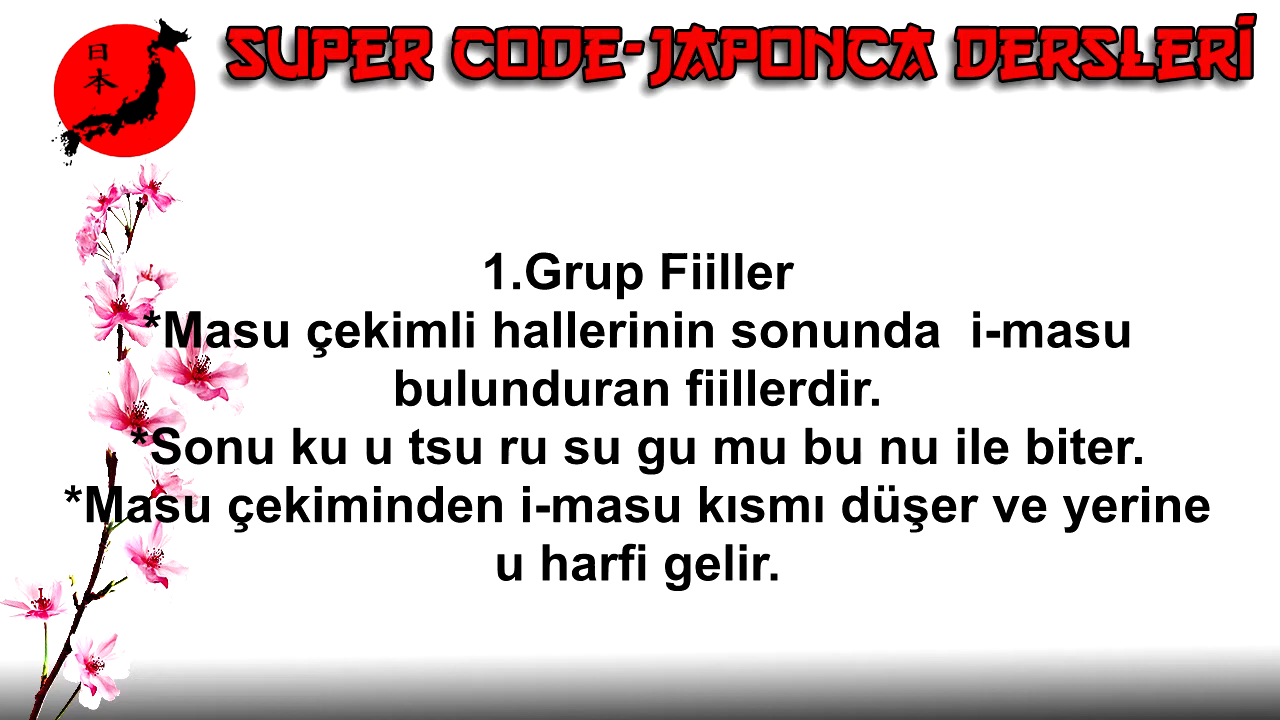 日本
SUPER CODE-JAPONCA DERSLERİ
1.Grup Fiiller
*Masu çekimli hallerinin sonunda  i-masu
bulunduran fiillerdir.
*Sonu ku u tsu ru su gu mu bu nu ile biter.
*Masu çekiminden i-masu kısmı düşer ve yerine
u harfi gelir.